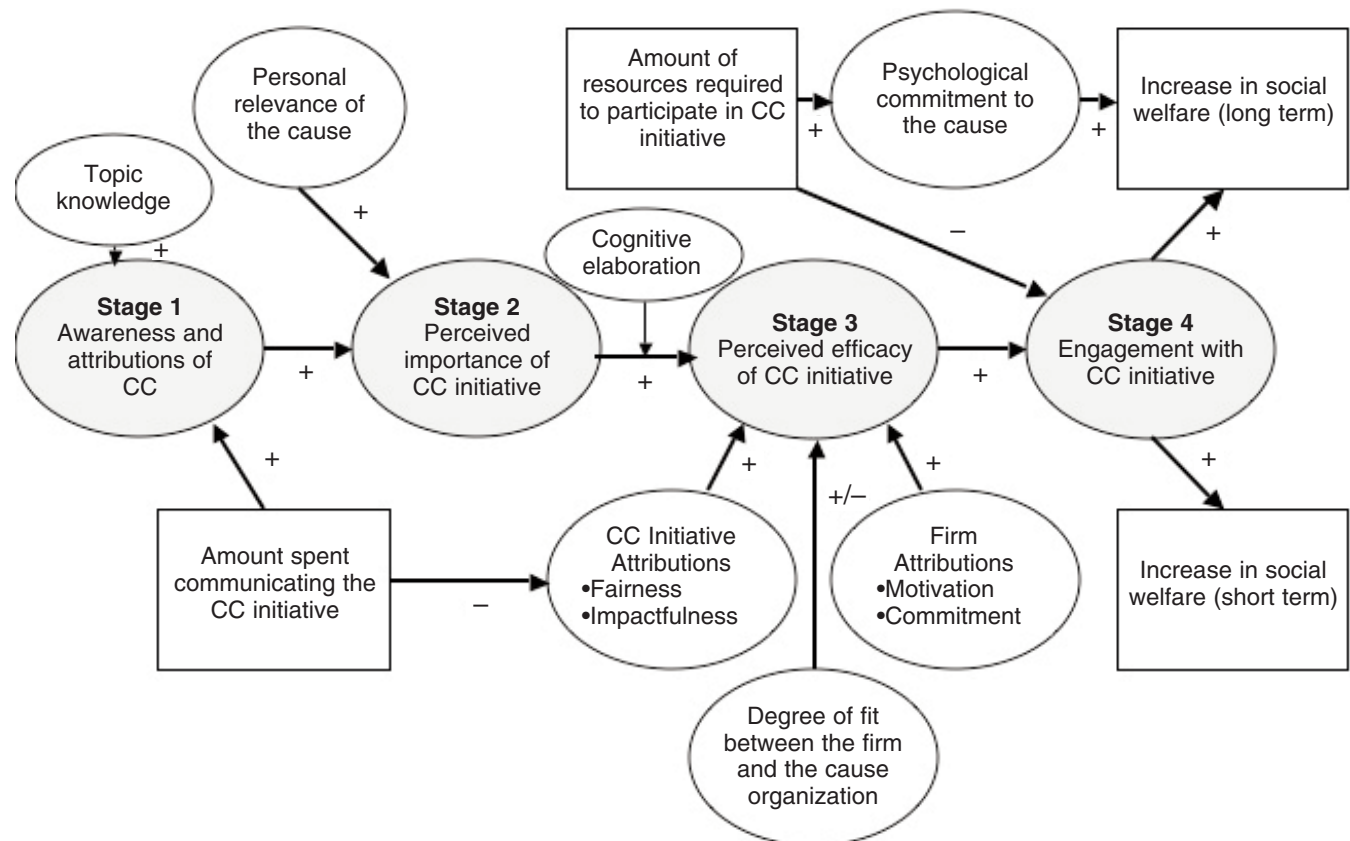 Personal
relevance of
the cause
Amount of
resources required
to participate in CC
initiative
+
Psychological
commitment to
the cause
+
Increase in social
welfare (long term)
Topic
knowledge
+
+
Cognitive
elaboration
–
+
Stage 1
Awareness and
attributions of
CC
+
Stage 2
Perceived
importance of
CC initiative
+
Stage 3
Perceived efficacy
of CC initiative
+
Stage 4
Engagement with
CC initiative
+
+
+/–
+
+
Amount spent
communicating the
CC initiative
–
CC Initiative
Attributions
•Fairness
•Impactfulness
Firm
Attributions
•Motivation
•Commitment
Increase in social
welfare (short term)
Degree of fit
between the firm
and the cause
organization